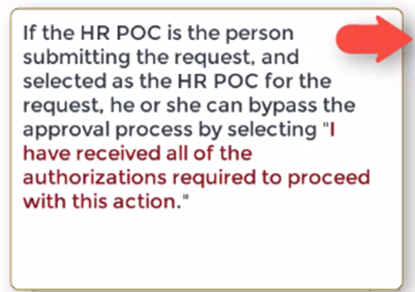 If the HR POC is the person
submitting the request, and
selected as the HR POC for the
request, he or she can bypass the
approval process by selecting "I
have received all of the
authorizations required to proceed
with this action."